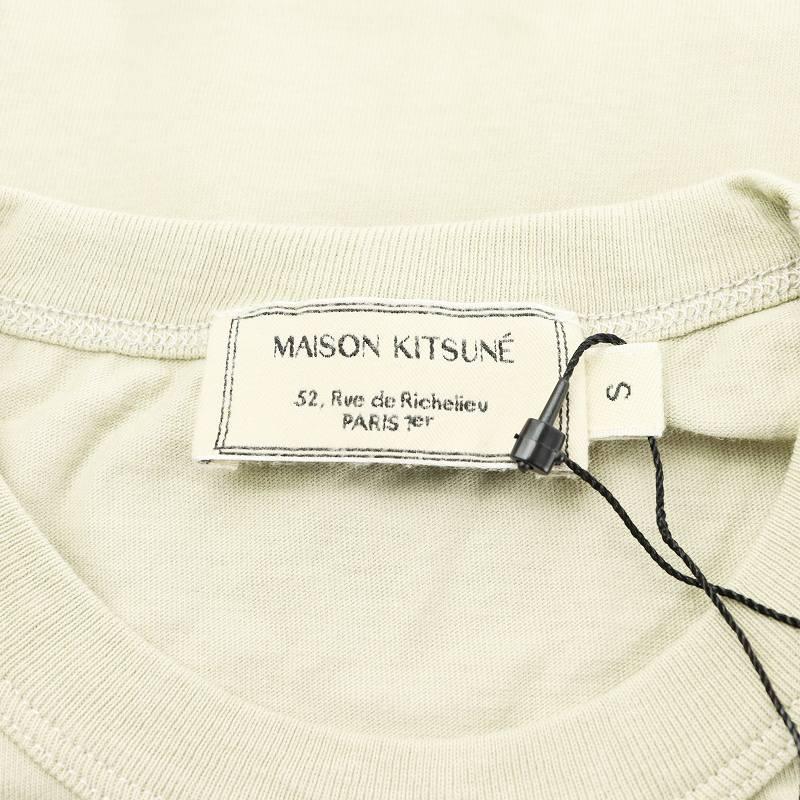 MAISON KITSUNÉ
52, Rue de Richelieu
PARIS 1er
S